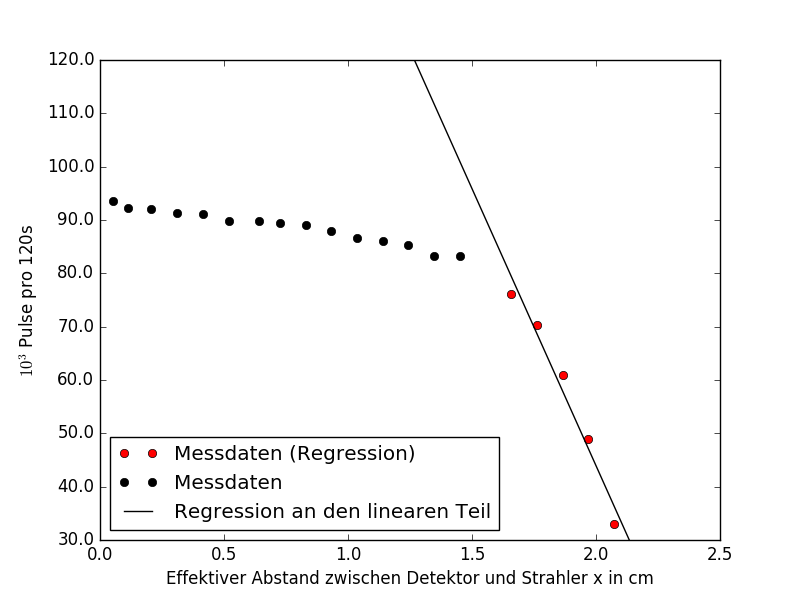 120.0
110.0
100.0
90.0
80.0
70.0
60.0
50.0
40.0
30.0
10³ Pulse pro 120s
Messdaten (Regression)
Messdaten
Regression an den linearen Teil
0.0 0.5 1.0 1.5 2.0 2.5
Effektiver Abstand zwischen Detektor und Strahler x in cm